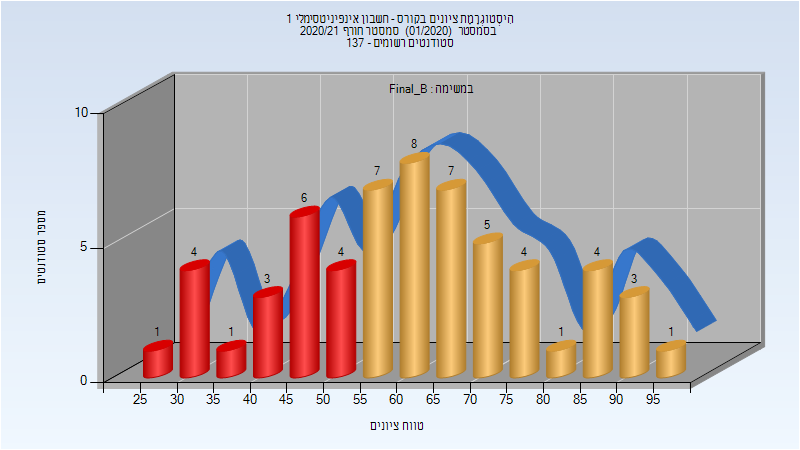 היסטוגרמת ציונים בקורס - חשבון אינפיניטסימלי 1
בסמסטר (01/2020) סמסטר חורף 2020/21
סטודנטים רשומים - 137
במשימה : Final_B
מספר סטודנטים
10
5
0
1
4
1
3
6
4
7
8
7
5
4
1
4
3
1
25 30 35 40 45 50 55 60 65 70 75 80 85 90 95
טווח ציונים